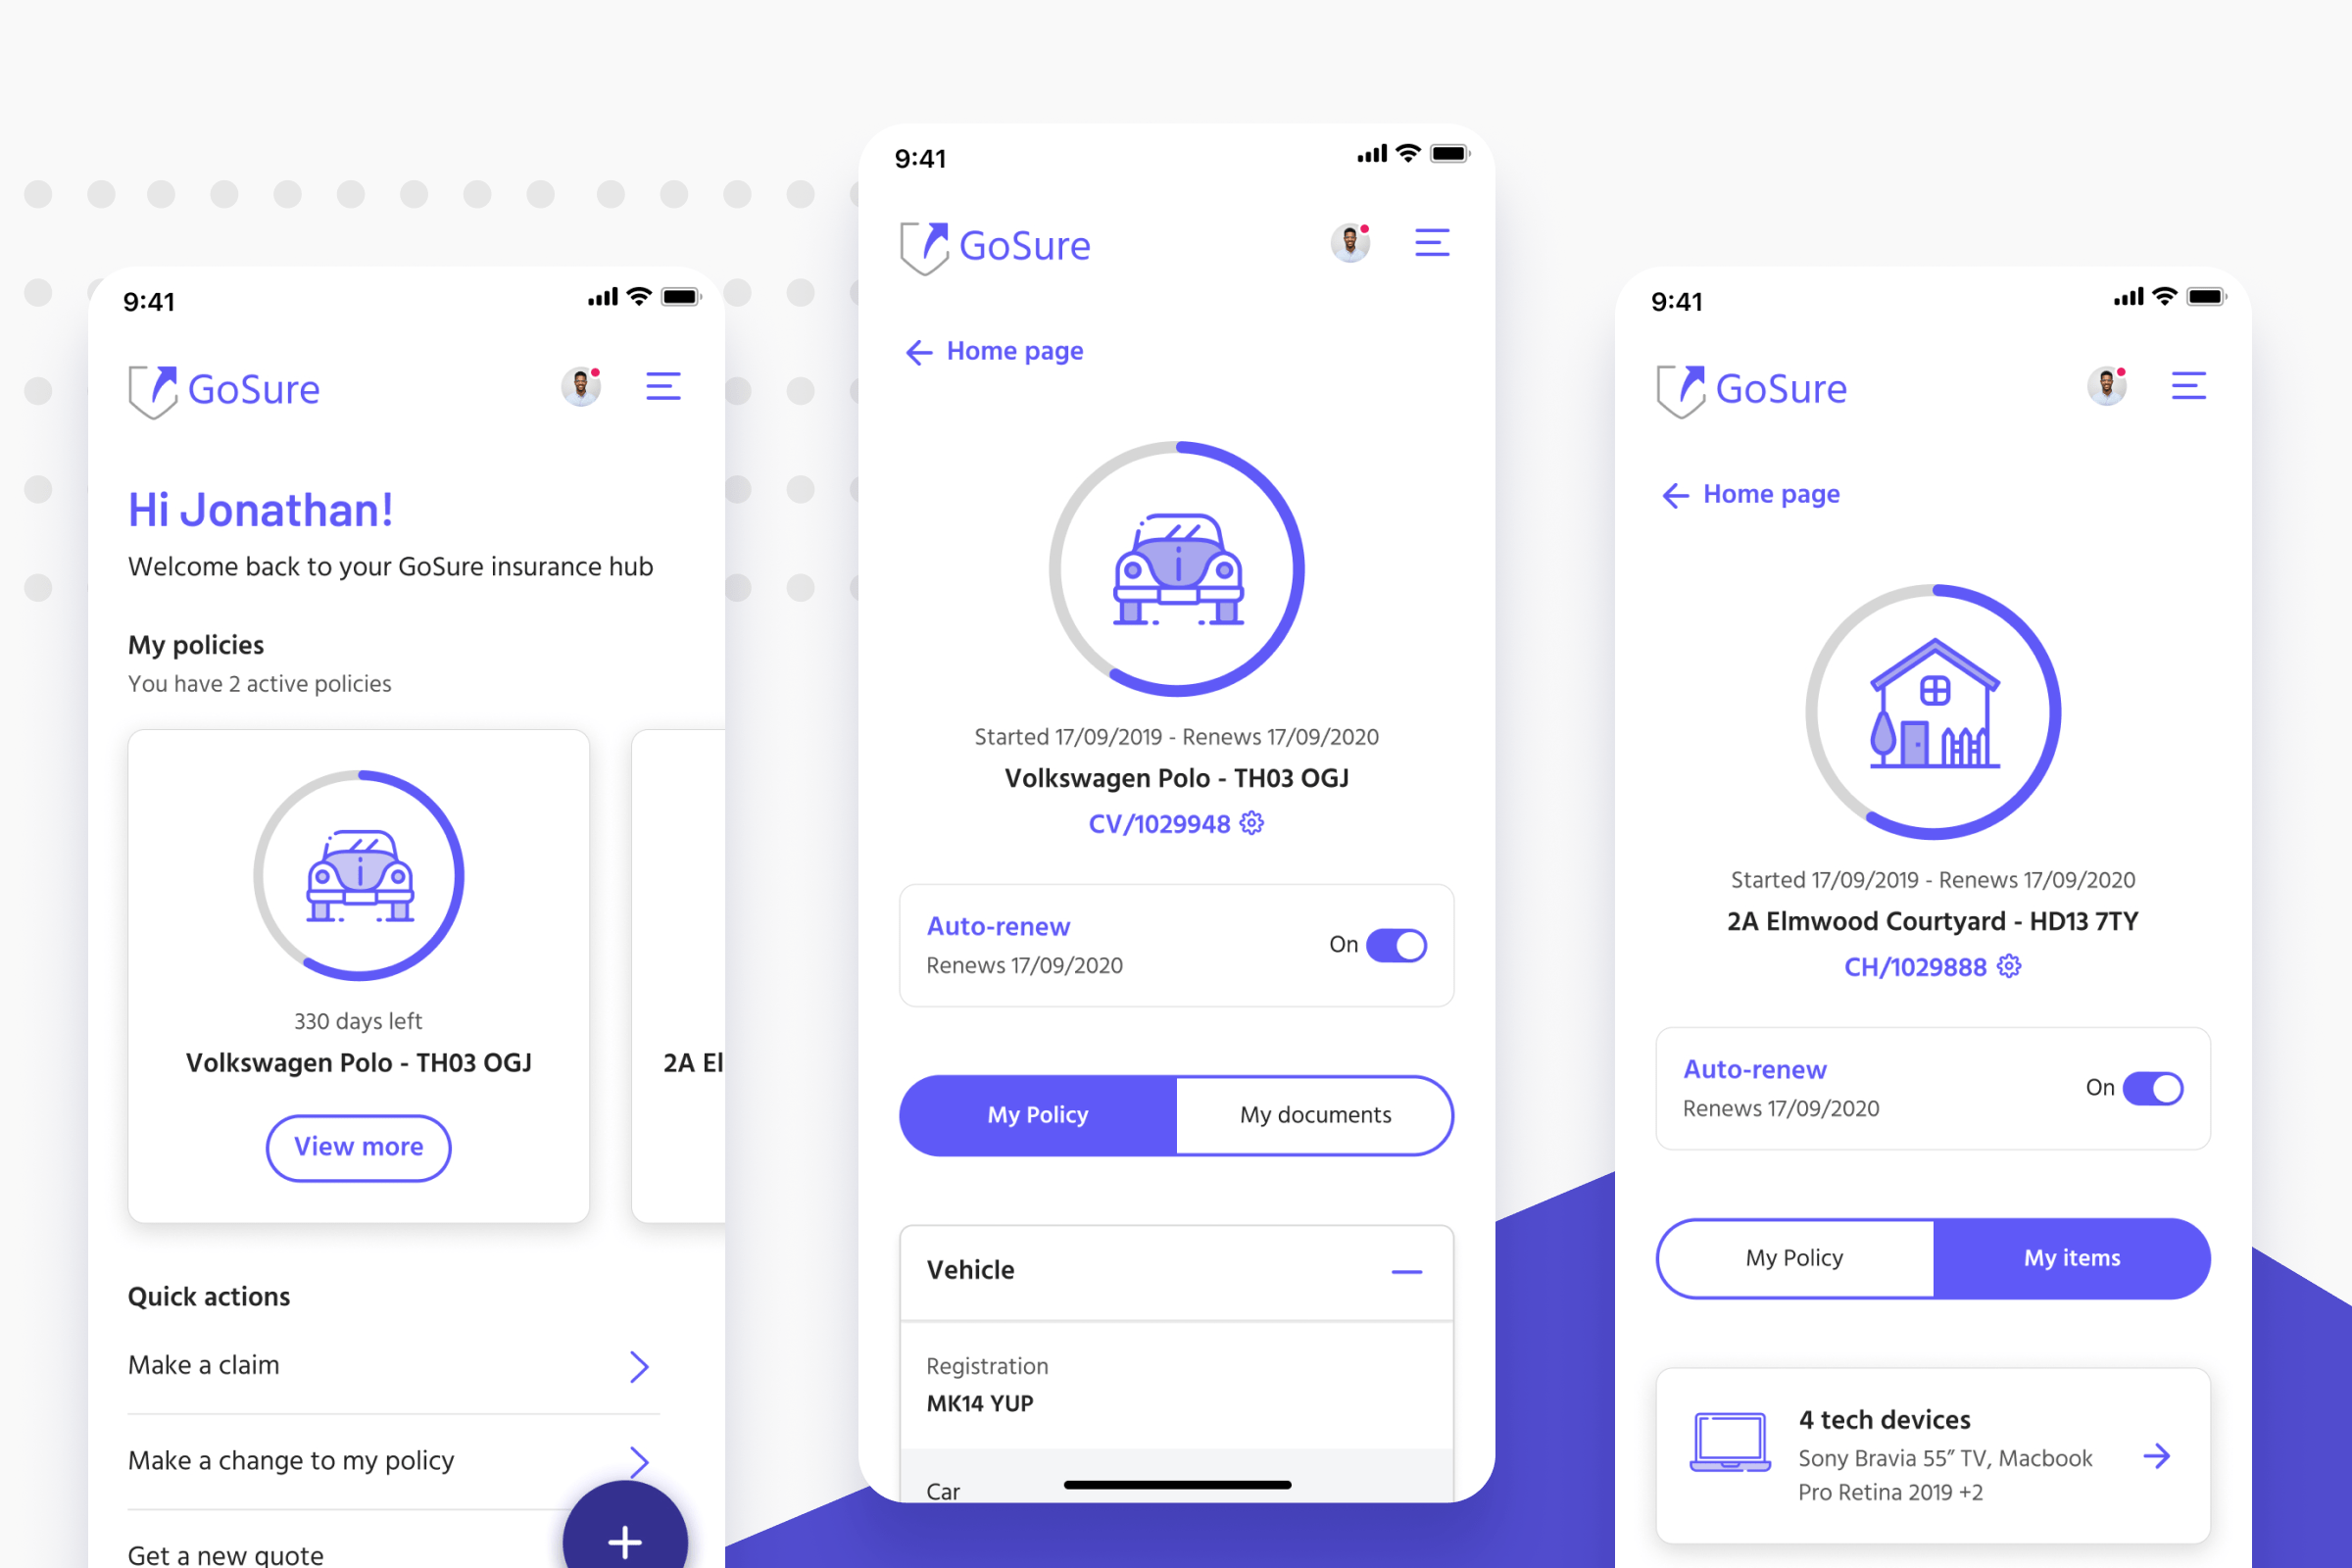 9:41
GoSure
Hi Jonathan!
Welcome back to your GoSure insurance hub
My policies
You have 2 active policies
330 days left
Volkswagen Polo - TH03 OGJ
View more
2A El
Quick actions
Make a claim
Make a change to my policy
Get a new quote
9:41
GoSure
Home page
Started 17/09/2019 - Renews 17/09/2020
Volkswagen Polo - TH03 OGJ
CV/1029948
Auto-renew
Renews 17/09/2020
On
My Policy
My documents
Vehicle
Registration
MK14 YUP
Car
9:41
GoSure
Home page
Started 17/09/2019 - Renews 17/09/2020
2A Elmwood Courtyard - HD13 7TY
CH/1029888
Auto-renew
Renews 17/09/2020
On
My Policy
My items
4 tech devices
Sony Bravia 55” TV, Macbook
Pro Retina 2019 +2